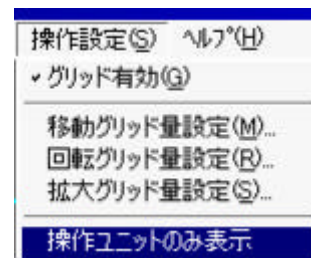 操作設定(S) ヘルプ(H)
グリッド有効(G)
移動グリッド量設定(M)...
回転グリッド量設定(R)...
拡大グリッド量設定(S)...
操作ユニットのみ表示